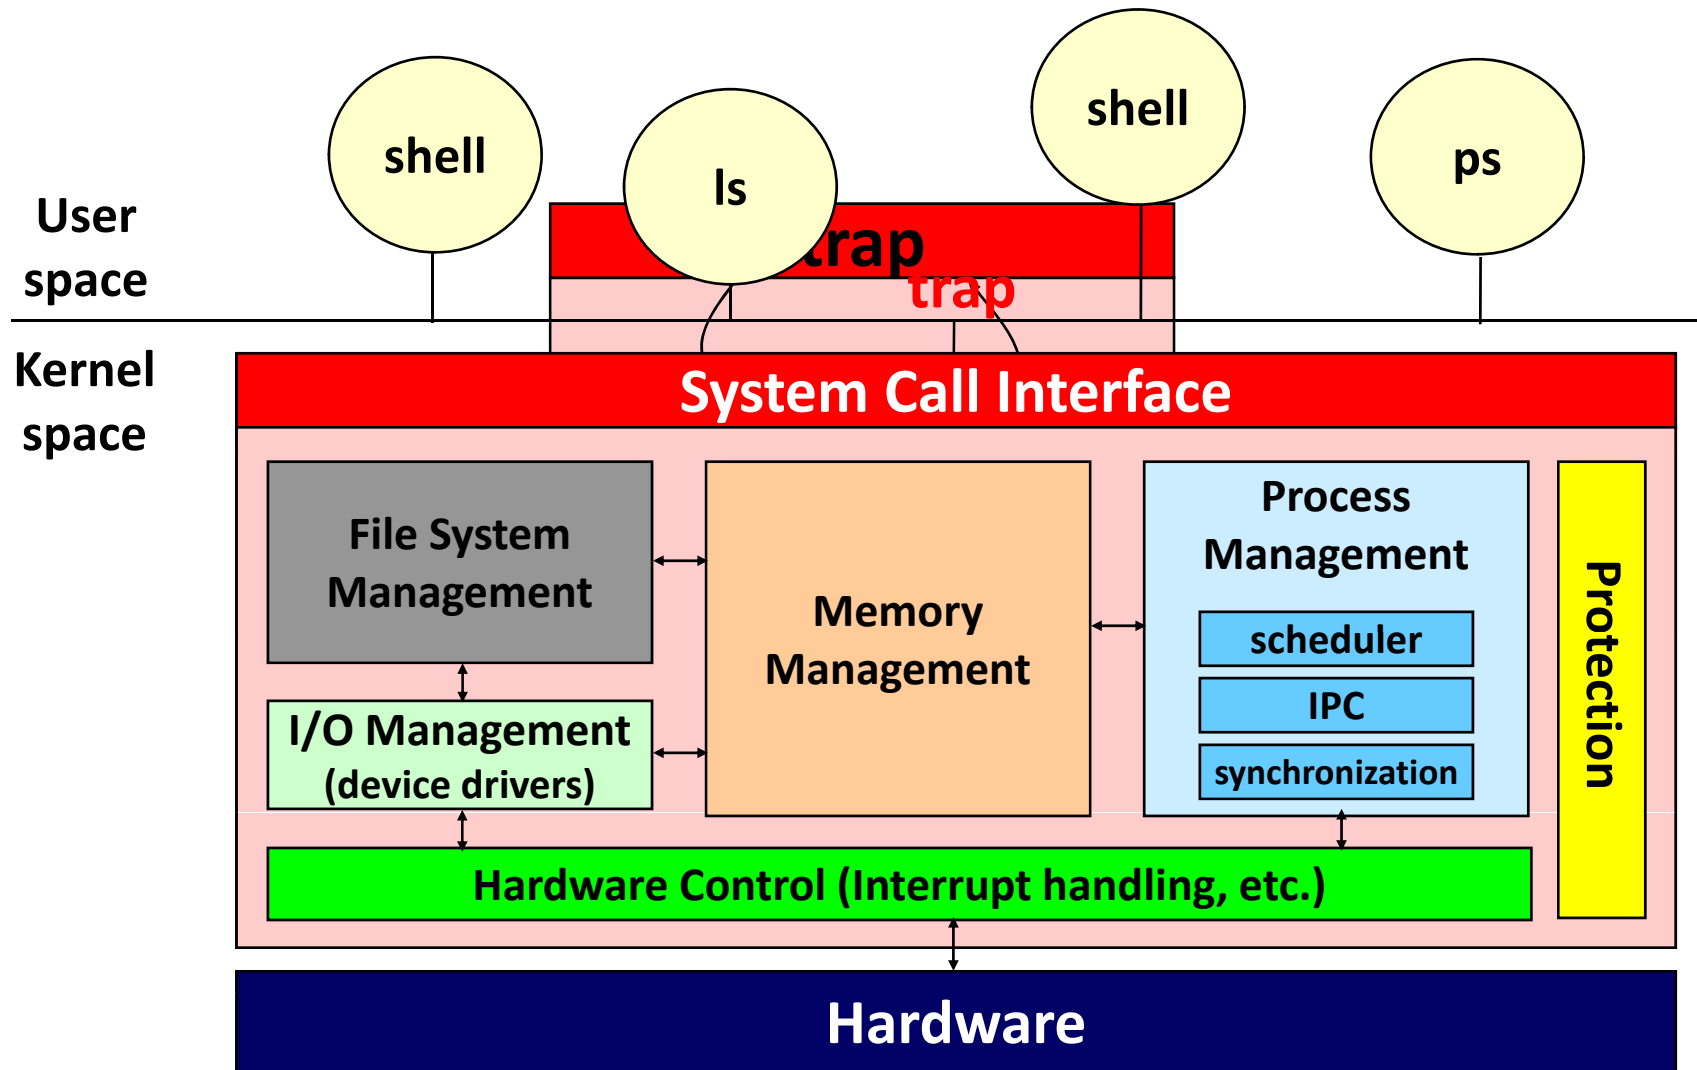 shell
ls
shell
ps
User
space
trap
trap
Kernel
space
System Call Interface
File System
Management
Memory
Management
Process
Management
scheduler
IPC
synchronization
Protection
I/O Management
(device drivers)
Hardware Control (Interrupt handling, etc.)
Hardware